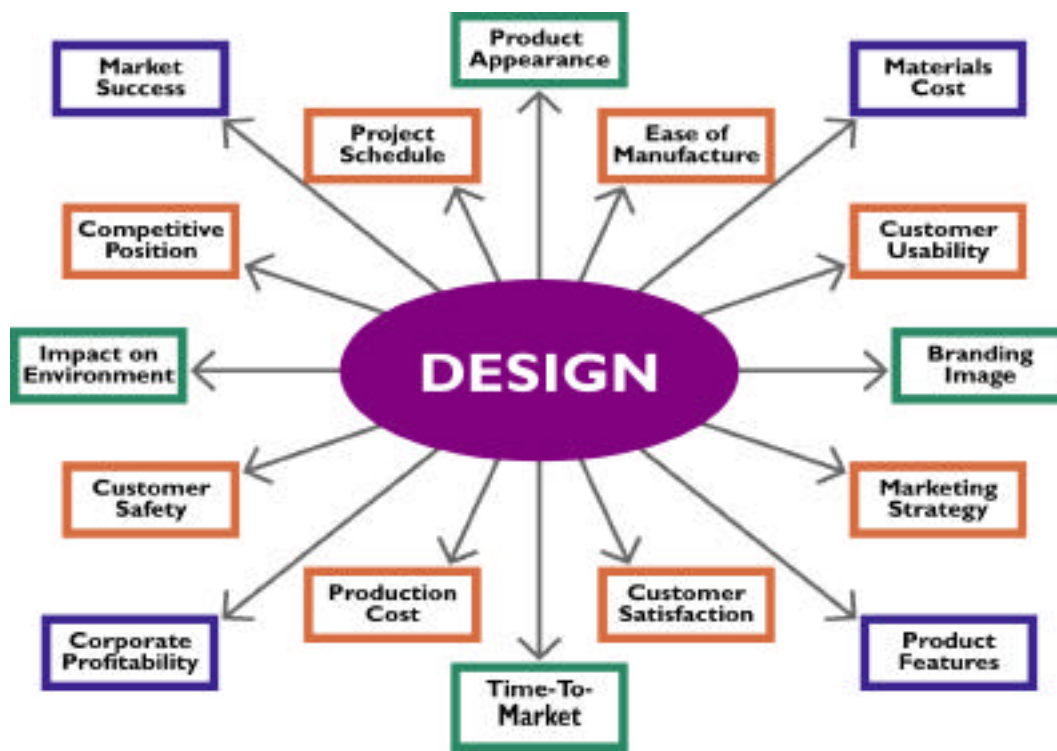 Product
Appearance
Market
Success
Materials
Cost
Project
Schedule
Ease of
Manufacture
Competitive
Position
Customer
Usability
Impact on
Environment
DESIGN
Branding
Image
Customer
Safety
Marketing
Strategy
Production
Cost
Customer
Satisfaction
Corporate
Profitability
Product
Features
Time-To-
Market